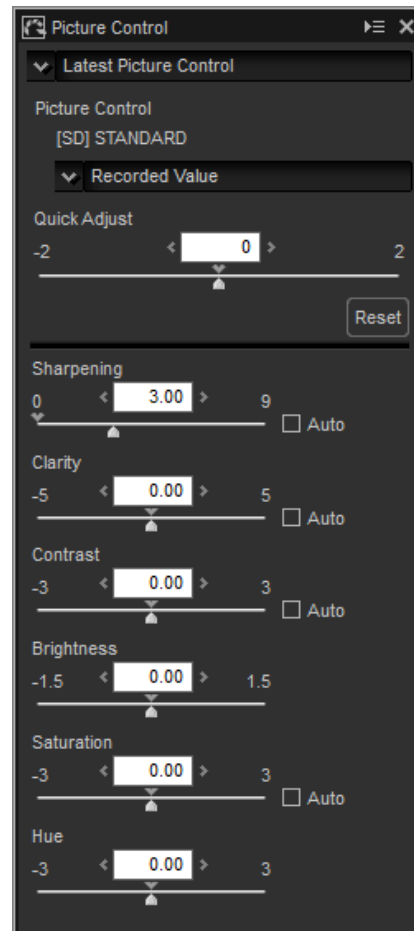 Picture Control
Latest Picture Control
Picture Control
[SD] STANDARD
Recorded Value
Quick Adjust
-2 0 2
Reset
Sharpening
0 3.00 9
Auto
Clarity
-5 0.00 5
Auto
Contrast
-3 0.00 3
Auto
Brightness
-1.5 0.00 1.5
Saturation
-3 0.00 3
Auto
Hue
-3 0.00 3